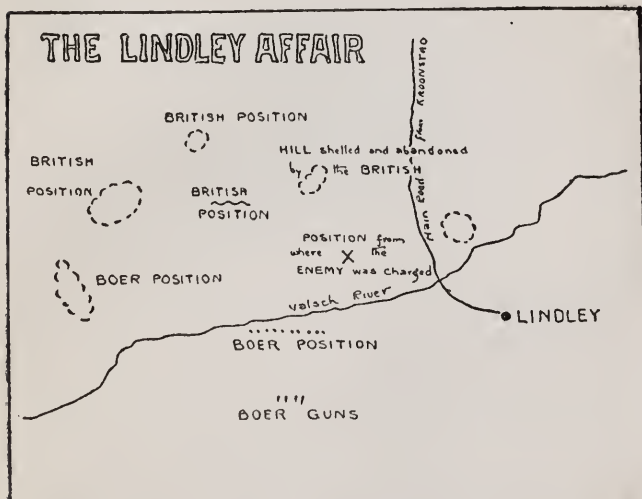 THE LINDLEY AFFAIR
Main Road from KROONSTAD
BRITISH POSITION
HILL shelled and abandoned
by the BRITISH
BRITISH
POSITION
BRITISH
POSITION
POSITION from
where X the
ENEMY was charged
BOER POSITION
Valsch River
LINDLEY
BOER POSITION
BOER GUNS